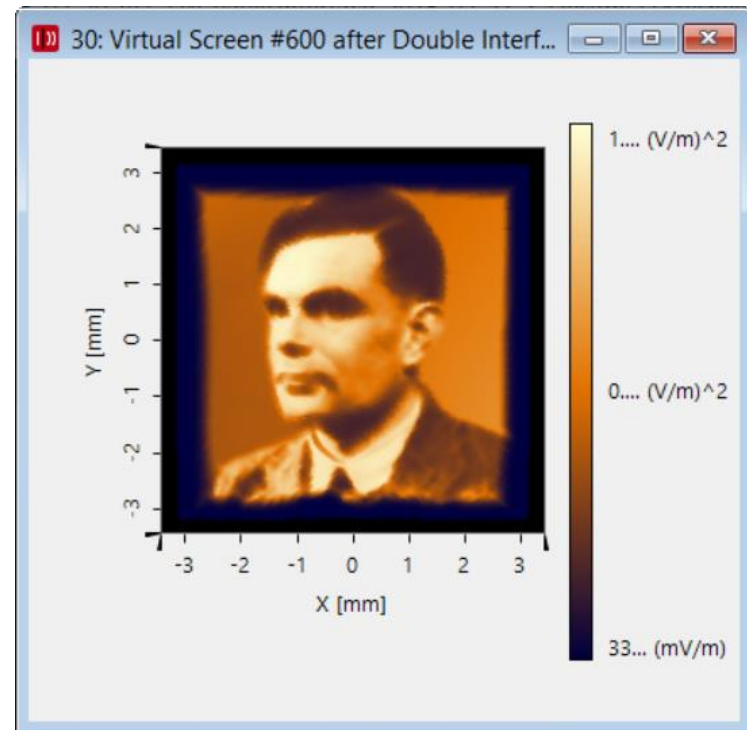 30: Virtual Screen #600 after Double Interf...
1.... (V/m)^2
0.... (V/m)^2
33... (mV/m)
Y [mm]
3
2
1
0
-1
-2
-3
-3 -2 -1 0 1 2 3
X [mm]